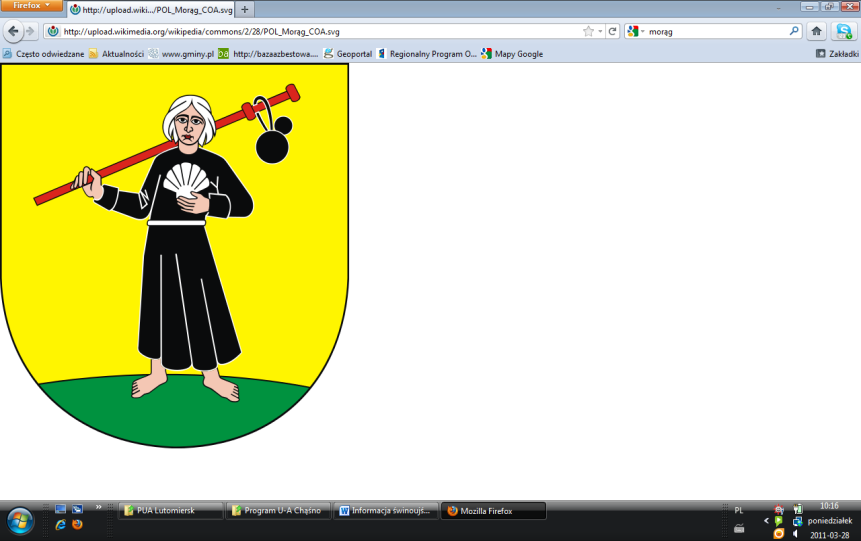 Firefox
http://upload.wiki.../POL_Morąg_COA.svg
http://upload.wikimedia.org/wikipedia/commons/2/28/POL_Morąg_COA.svg
morąg
Często odwiedzane Aktualności www.gminy.pl http://bazaazbestowa.... Geoportal Regionalny Program O... Mapy Google Zakładki
PUA Lutomiersk Program U-A Chąśno Informacja świnoujś... Mozilla Firefox PL
10:16
poniedziałek
2011-03-28